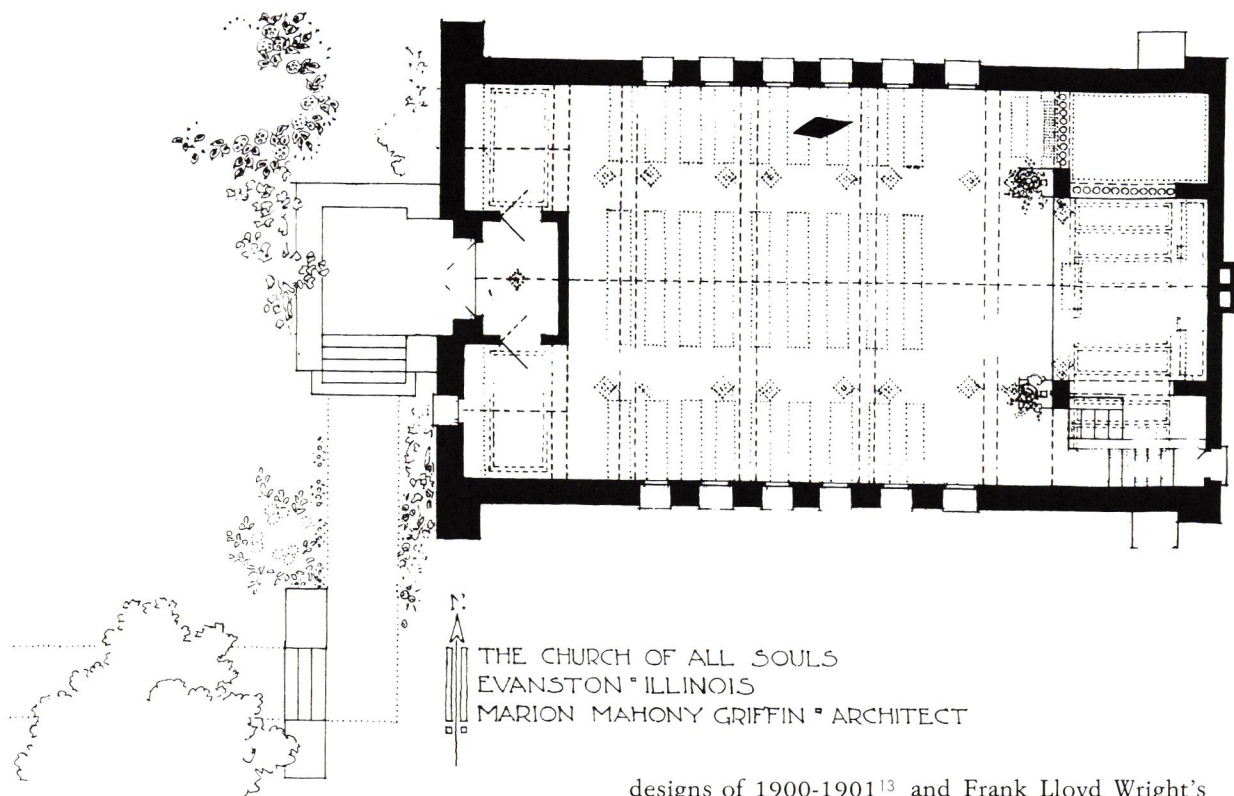 N
THE CHURCH OF ALL SOULS
EVANSTON ▫ ILLINOIS
MARION MAHONY GRIFFIN ▫ ARCHITECT
designs of 1900-1901¹³ and Frank Lloyd Wright's